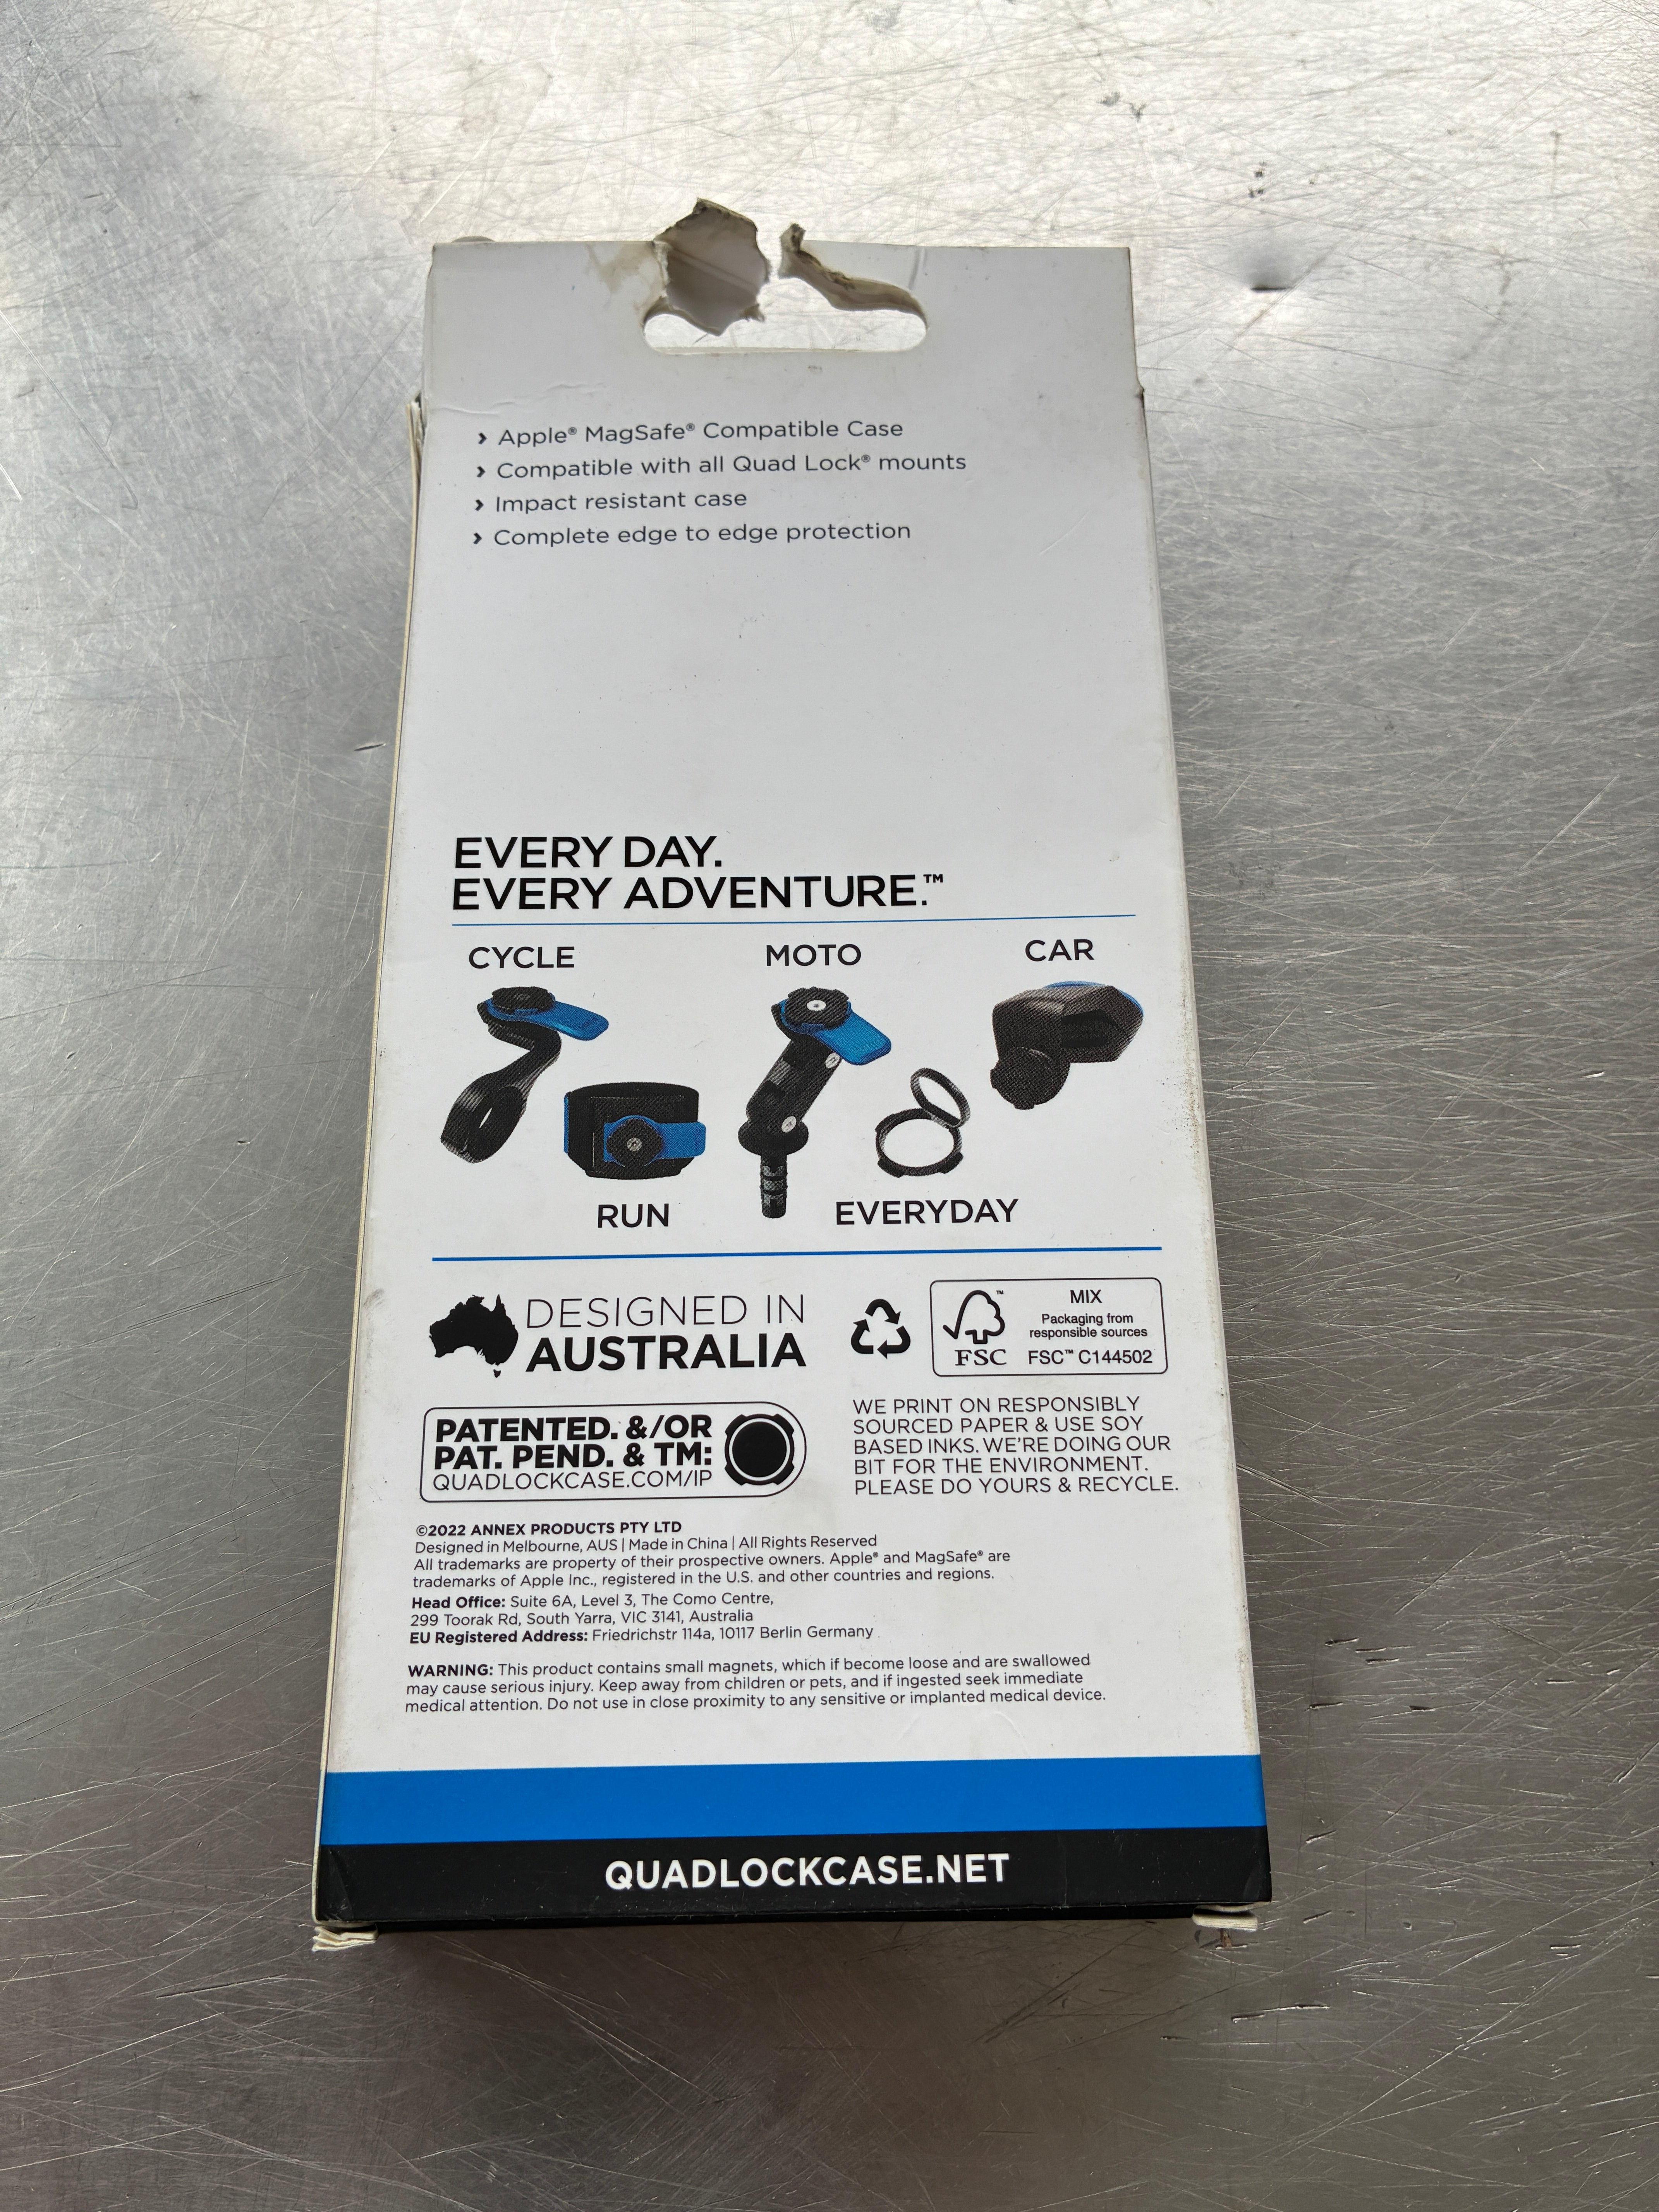 › Apple® MagSafe® Compatible Case
› Compatible with all Quad Lock® mounts
› Impact resistant case
› Complete edge to edge protection
EVERY DAY.
EVERY ADVENTURE.™
CYCLE
MOTO
CAR
RUN
EVERYDAY
DESIGNED IN
AUSTRALIA
FSC
™
MIX
Packaging from
responsible sources
FSC™ C144502
PATENTED. &/OR
PAT. PEND. & TM:
QUADLOCKCASE.COM/IP
WE PRINT ON RESPONSIBLY
SOURCED PAPER & USE SOY
BASED INKS. WE'RE DOING OUR
BIT FOR THE ENVIRONMENT.
PLEASE DO YOURS & RECYCLE.
©2022 ANNEX PRODUCTS PTY LTD
Designed in Melbourne, AUS | Made in China | All Rights Reserved
All trademarks are property of their prospective owners. Apple® and MagSafe® are
trademarks of Apple Inc., registered in the U.S. and other countries and regions.
Head Office: Suite 6A, Level 3, The Como Centre,
299 Toorak Rd, South Yarra, VIC 3141, Australia
EU Registered Address: Friedrichstr 114a, 10117 Berlin Germany
WARNING: This product contains small magnets, which if become loose and are swallowed
may cause serious injury. Keep away from children or pets, and if ingested seek immediate
medical attention. Do not use in close proximity to any sensitive or implanted medical device.
QUADLOCKCASE.NET